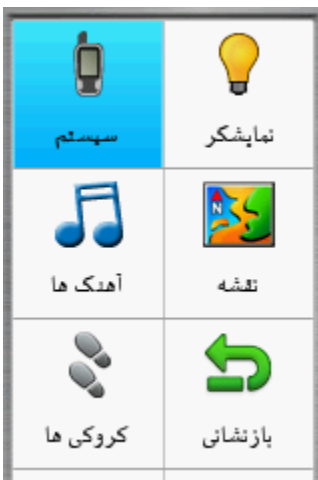 نمایشگر
سیستم
نقشه
آهنگ ها
بازنشانی
کروکی ها